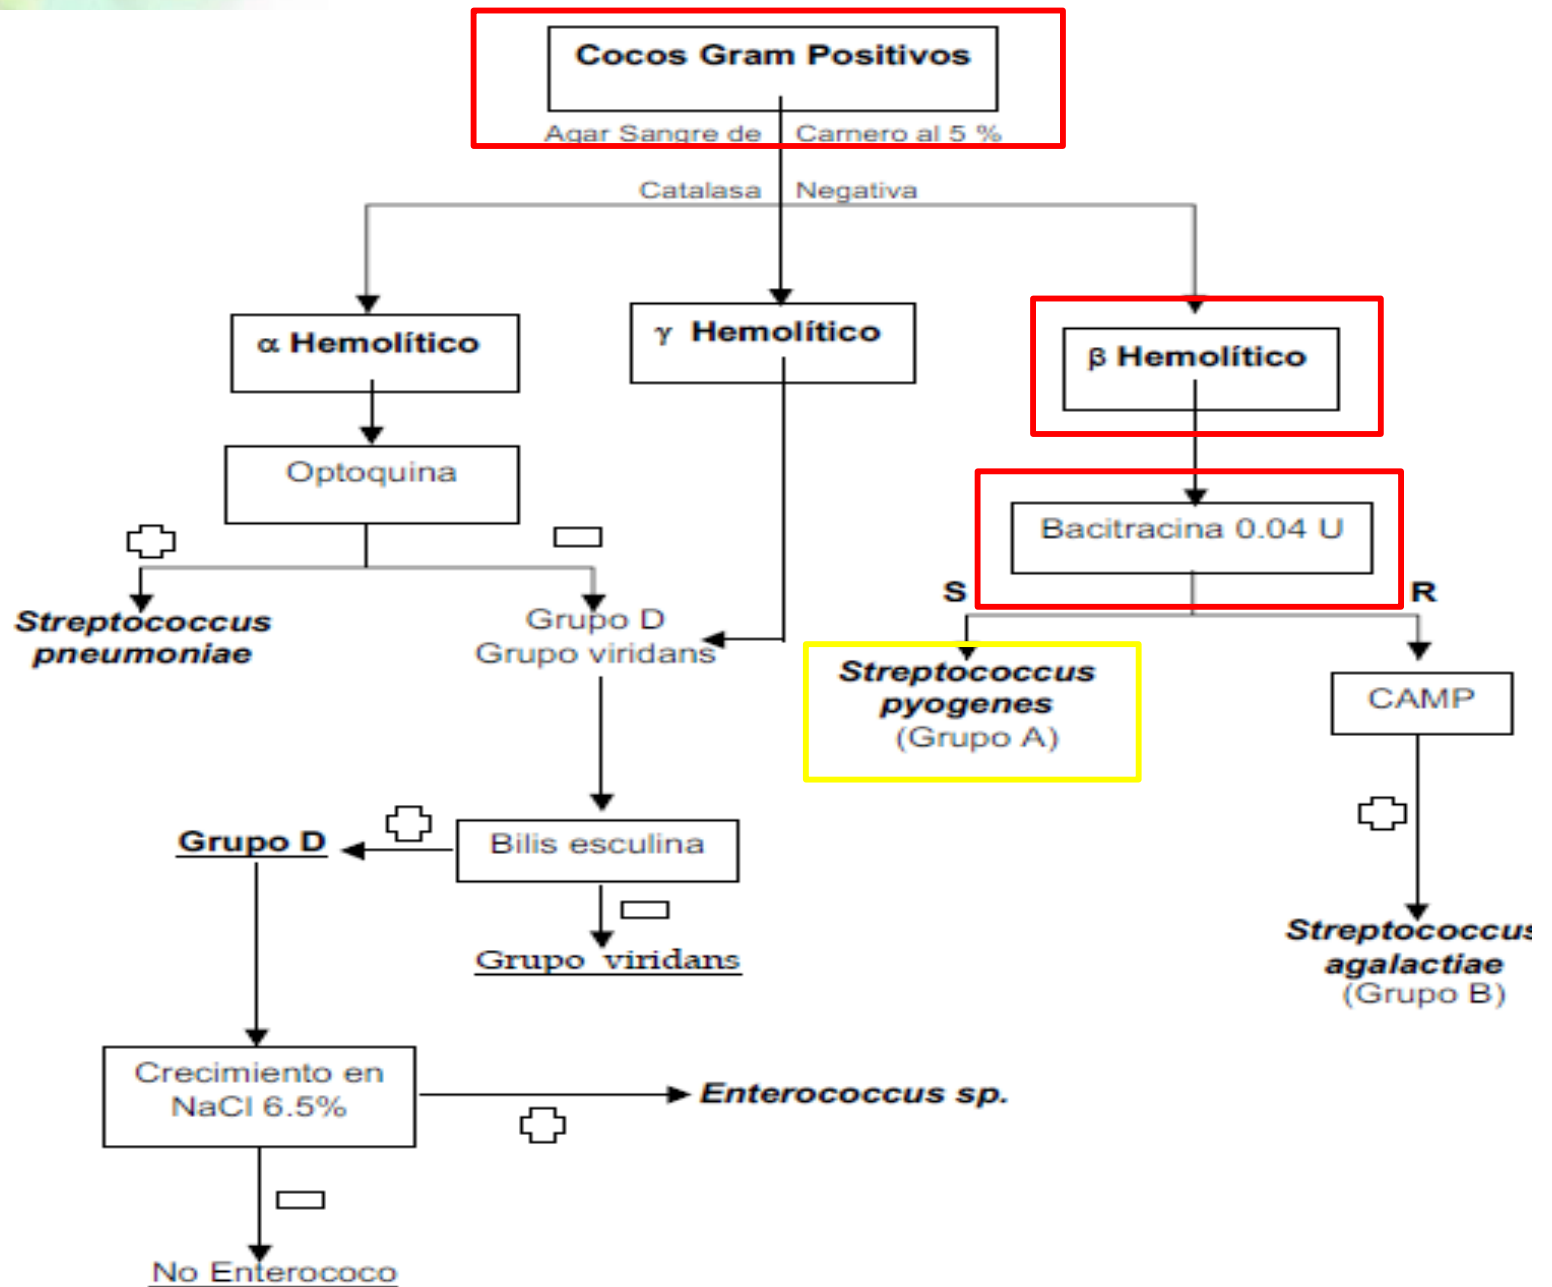 Cocos Gram Positivos
Agar Sangre de Carnero al 5 %
Catalasa Negativa
α Hemolítico
γ Hemolítico
β Hemolítico
Optoquina
Bacitracina 0.04 U
S
R
Streptococcus
pneumoniae
Grupo D
Grupo viridans
Streptococcus
pyogenes
(Grupo A)
CAMP
Grupo D
Bilis esculina
Grupo viridans
Streptococcus
agalactiae
(Grupo B)
Crecimiento en
NaCl 6.5%
Enterococcus sp.
No Enterococo